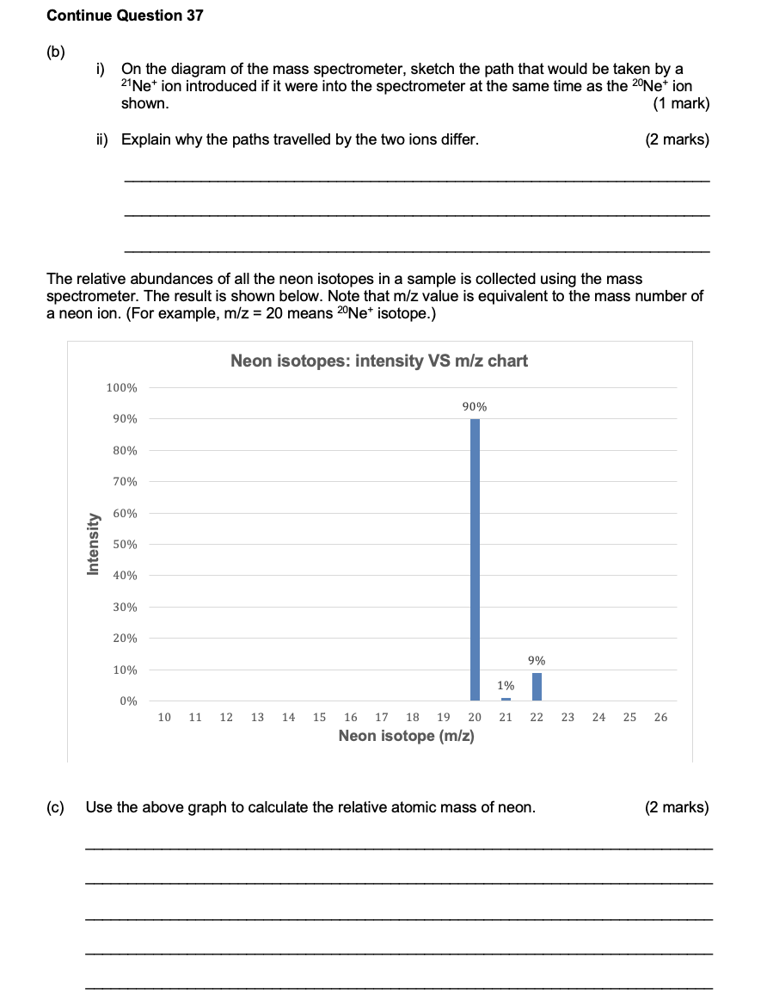 Continue Question 37
(b)
i) On the diagram of the mass spectrometer, sketch the path that would be taken by a
²¹Ne⁺ ion introduced if it were into the spectrometer at the same time as the ²⁰Ne⁺ ion
shown. (1 mark)
ii) Explain why the paths travelled by the two ions differ. (2 marks)
The relative abundances of all the neon isotopes in a sample is collected using the mass
spectrometer. The result is shown below. Note that m/z value is equivalent to the mass number of
a neon ion. (For example, m/z = 20 means ²⁰Ne⁺ isotope.)
Neon isotopes: intensity VS m/z chart
100%
90%
90%
80%
70%
60%
Intensity
50%
40%
30%
20%
9%
10%
1%
0%
10 11 12 13 14 15 16 17 18 19 20 21 22 23 24 25 26
Neon isotope (m/z)
(c) Use the above graph to calculate the relative atomic mass of neon. (2 marks)